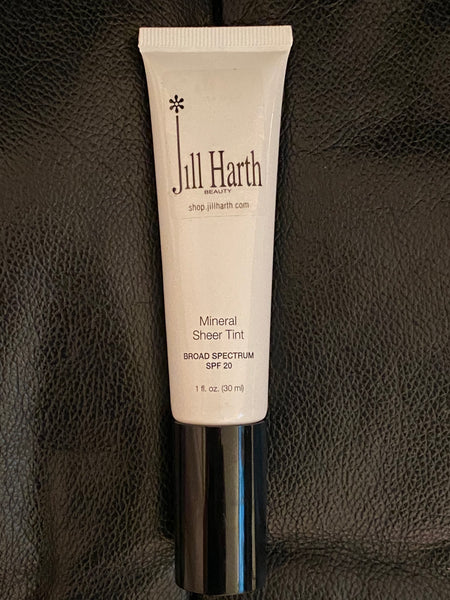 Jill Harth
BEAUTY
shop.jillharth.com
Mineral
Sheer Tint
BROAD SPECTRUM
SPF 20
1 fl. oz. (30 ml)